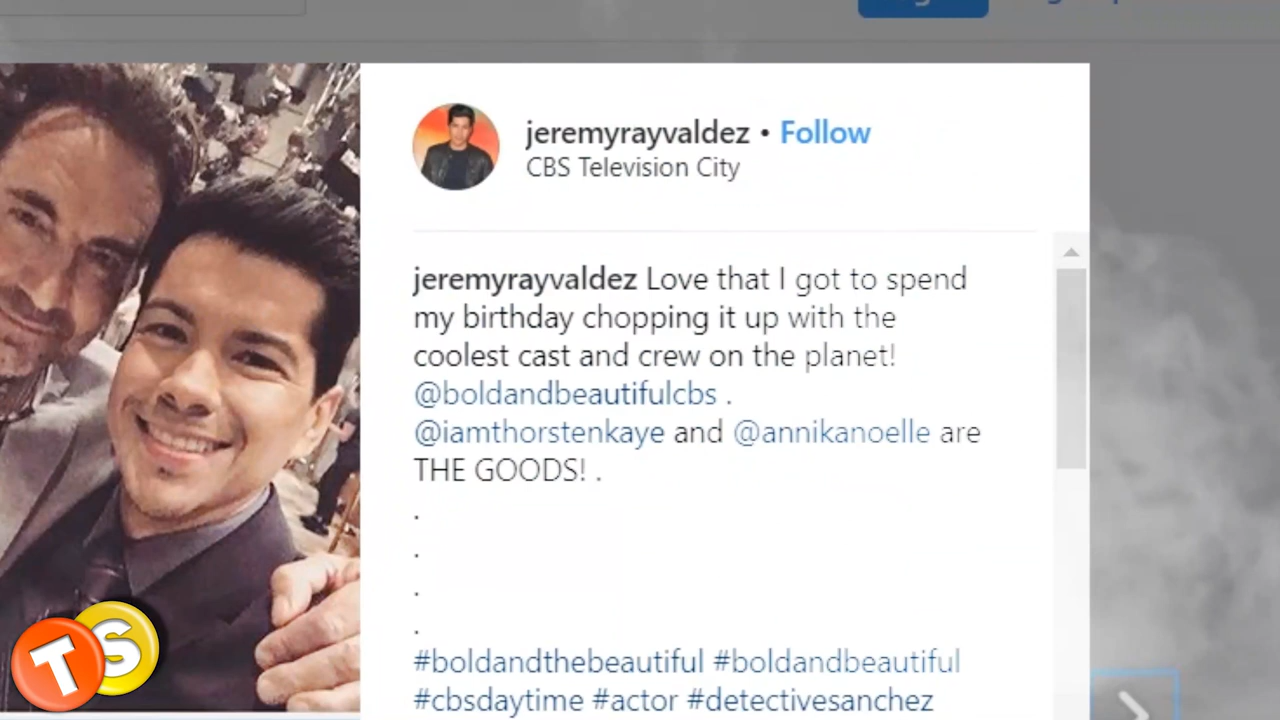 jeremyrayvaldez • Follow
CBS Television City
jeremyrayvaldez Love that I got to spend
my birthday chopping it up with the
coolest cast and crew on the planet!
@boldandbeautifulcbs .
@iamthorstenkaye and @annikanoelle are
THE GOODS! .
.
.
.
.
#boldandthebeautiful #boldandbeautiful
#cbsdaytime #actor #detectivesanchez
TS